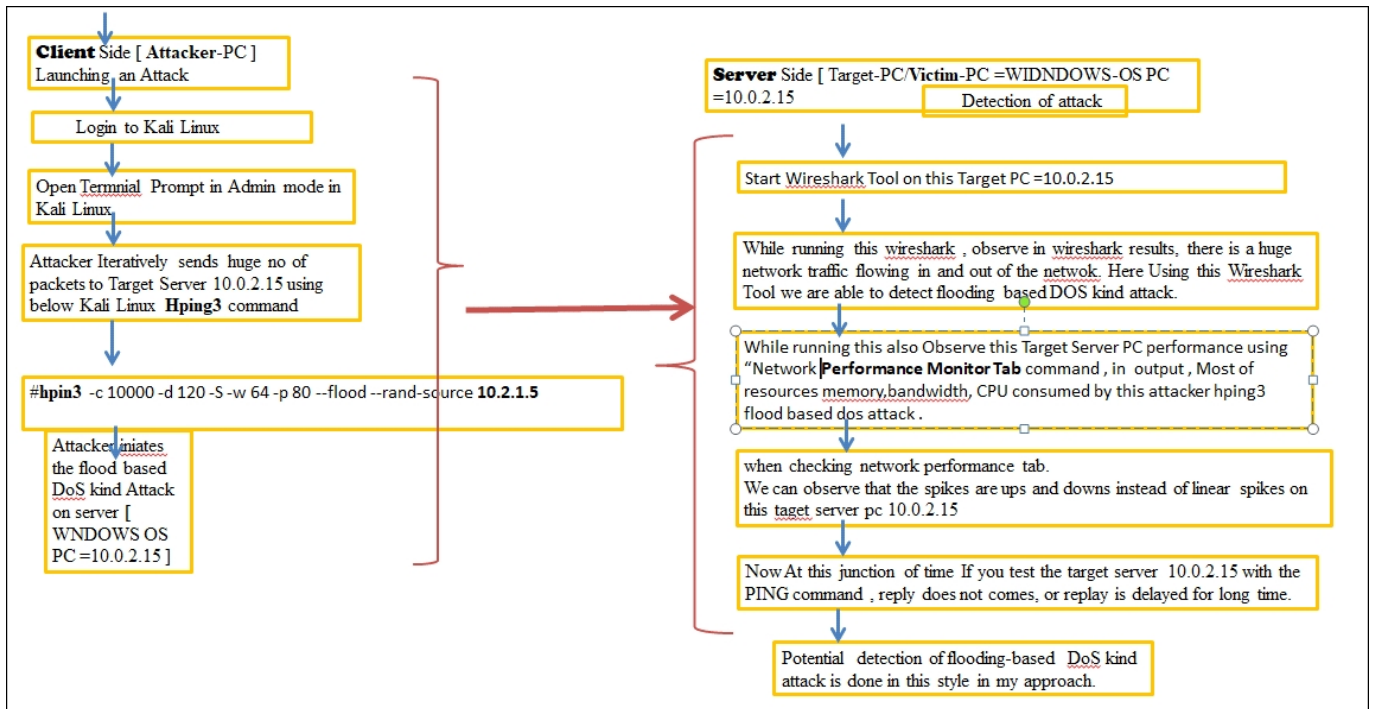 Client Side [ Attacker-PC ]
Launching an Attack
Login to Kali Linux
Open Termnial Prompt in Admin mode in
Kali Linux
Attacker Iteratively sends huge no of
packets to Target Server 10.0.2.15 using
below Kali Linux Hping3 command
#hpin3 -c 10000 -d 120 -S -w 64 -p 80 --flood --rand-source 10.2.1.5
Attacker iniates
the flood based
DoS kind Attack
on server [
WNDOWS OS
PC =10.0.2.15 ]
Server Side [ Target-PC/Victim-PC =WIDNDOWS-OS PC
=10.0.2.15
Detection of attack
Start Wireshark Tool on this Target PC =10.0.2.15
While running this wireshark , observe in wireshark results, there is a huge
network traffic flowing in and out of the netwok. Here Using this Wireshark
Tool we are able to detect flooding based DOS kind attack.
While running this also Observe this Target Server PC performance using
“Network Performance Monitor Tab command , in output , Most of
resources memory,bandwidth, CPU consumed by this attacker hping3
flood based dos attack .
when checking network performance tab.
We can observe that the spikes are ups and downs instead of linear spikes on
this taget server pc 10.0.2.15
Now At this junction of time If you test the target server 10.0.2.15 with the
PING command , reply does not comes, or replay is delayed for long time.
Potential detection of flooding-based DoS kind
attack is done in this style in my approach.